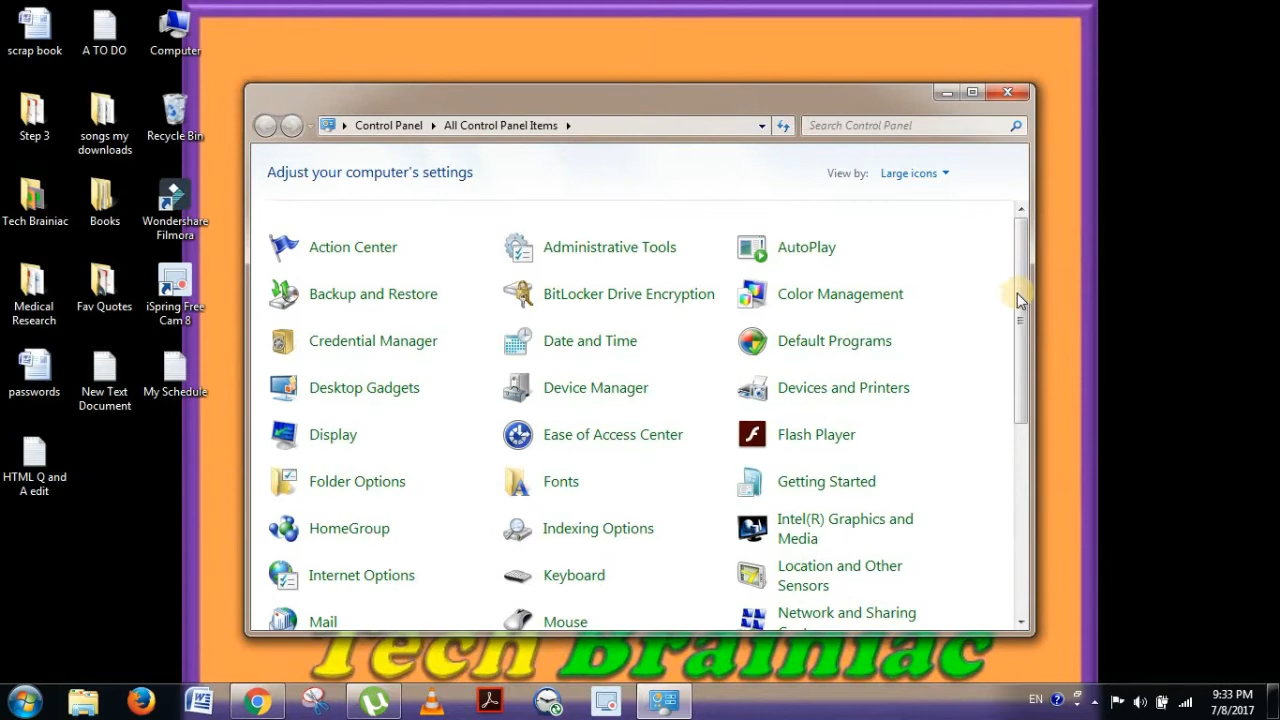 scrap book
A TO DO
Computer
Step 3
songs my
downloads
Recycle Bin
Tech Brainiac
Books
Wondershare
Filmora
Medical
Research
Fav Quotes
iSpring Free
Cam 8
passwords
New Text
Document
My Schedule
HTML Q and
A edit
Control Panel
All Control Panel Items
Search Control Panel
Adjust your computer's settings
View by: Large icons
Action Center
Administrative Tools
AutoPlay
Backup and Restore
BitLocker Drive Encryption
Color Management
Credential Manager
Date and Time
Default Programs
Desktop Gadgets
Device Manager
Devices and Printers
Display
Ease of Access Center
Flash Player
Folder Options
Fonts
Getting Started
HomeGroup
Indexing Options
Intel(R) Graphics and
Media
Internet Options
Keyboard
Location and Other
Sensors
Mail
Mouse
Network and Sharing
Tech Brainiac
EN
9:33 PM
7/8/2017